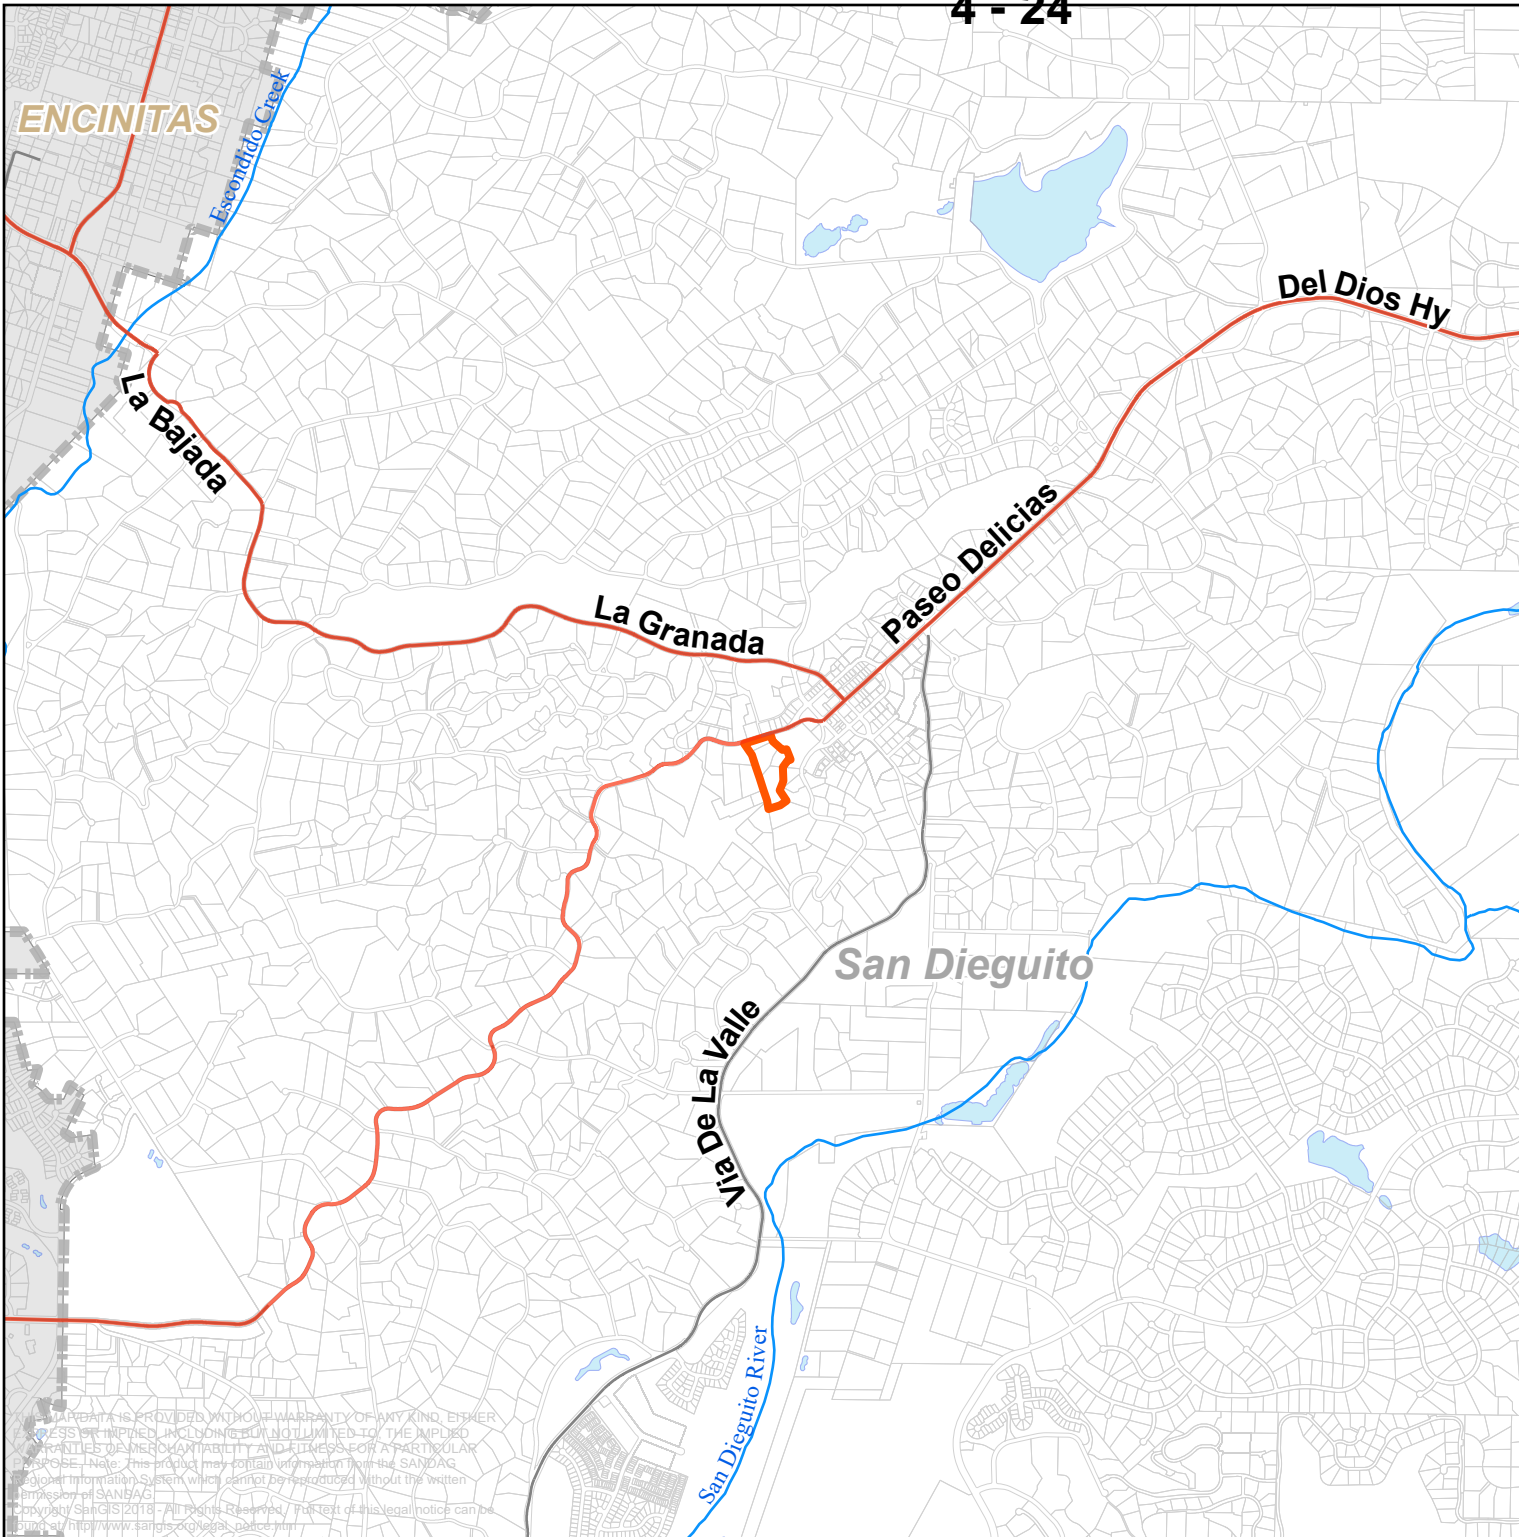 4 - 24
ENCINITAS
Escondido Creek
Del Dios Hy
La Bajada
Paseo Delicias
La Granada
San Dieguito
Via De La Valle
San Dieguito River
MAP/DATA IS PROVIDED WITHOUT WARRANTY OF ANY KIND, EITHER
OR IMPLIED, INCLUDING BUT NOT LIMITED TO, THE IMPLIED
OF MERCHANTABILITY AND FITNESS FOR A PARTICULAR
Note: This product may contain information from the SANDAG
Regional Information System which cannot be reproduced without the written
permission of SANDAG.
Copyright SanGIS 2018 - All Rights Reserved. Full text of this legal notice can be
found at: http://www.sangis.org/legal_notice.htm